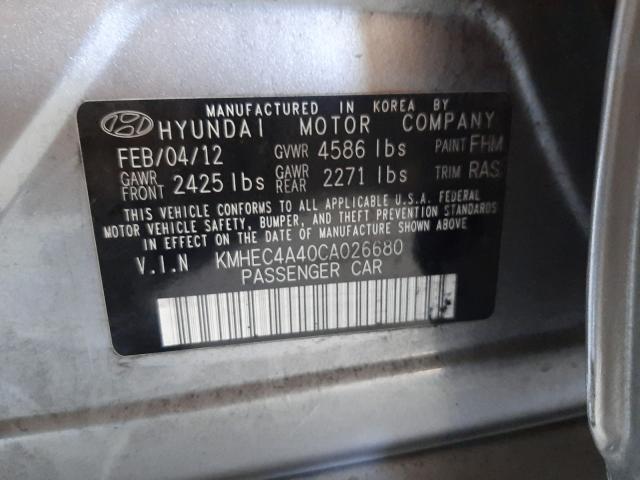 MANUFACTURED IN KOREA BY
HYUNDAI MOTOR COMPANY
FEB/04/12 GVWR 4586 lbs PAINT FHM
GAWR FRONT 2425 lbs GAWR REAR 2271 lbs TRIM RAS
THIS VEHICLE CONFORMS TO ALL APPLICABLE U.S.A. FEDERAL
MOTOR VEHICLE SAFETY, BUMPER, AND THEFT PREVENTION STANDARDS
IN EFFECT ON THE DATE OF MANUFACTURE SHOWN ABOVE.
V.I.N KMHEC4A40CA026680
PASSENGER CAR